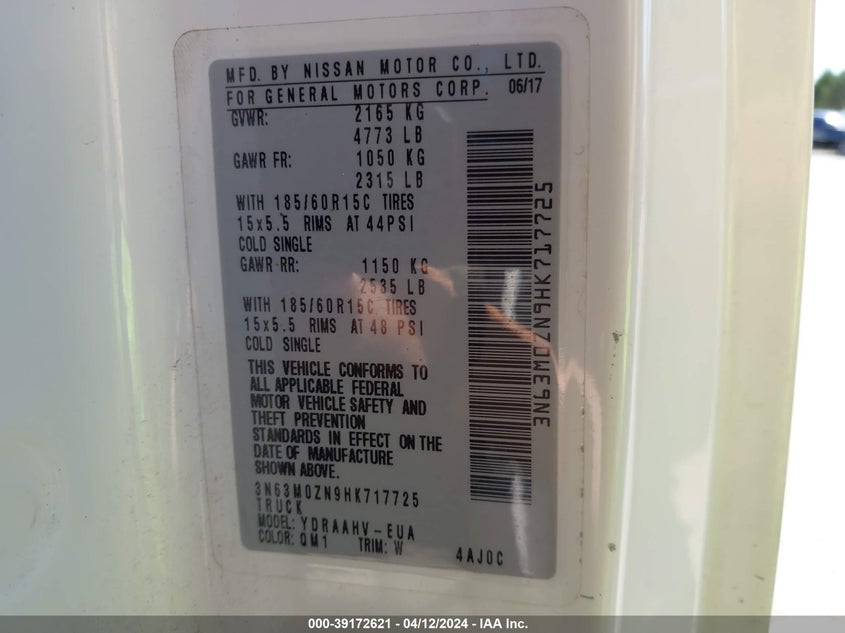 MFD. BY NISSAN MOTOR CO., LTD.
FOR GENERAL MOTORS CORP. 06/17
GVWR: 2165 KG
4773 LB
GAWR FR: 1050 KG
2315 LB
WITH 185/60R15C TIRES
15x5.5 RIMS AT 44PSI
COLD SINGLE
GAWR RR: 1150 KG
2535 LB
WITH 185/60R15C TIRES
15x5.5 RIMS AT 48 PSI
COLD SINGLE
THIS VEHICLE CONFORMS TO
ALL APPLICABLE FEDERAL
MOTOR VEHICLE SAFETY AND
THEFT PREVENTION
STANDARDS IN EFFECT ON THE
DATE OF MANUFACTURE
SHOWN ABOVE.
3N63M0ZN9HK717725
TRUCK
MODEL: YDRAAHV-EUA
COLOR: QM1 TRIM: W 4AJ0C
3N63M0ZN9HK717725
000-39172621 - 04/12/2024 - IAA Inc.